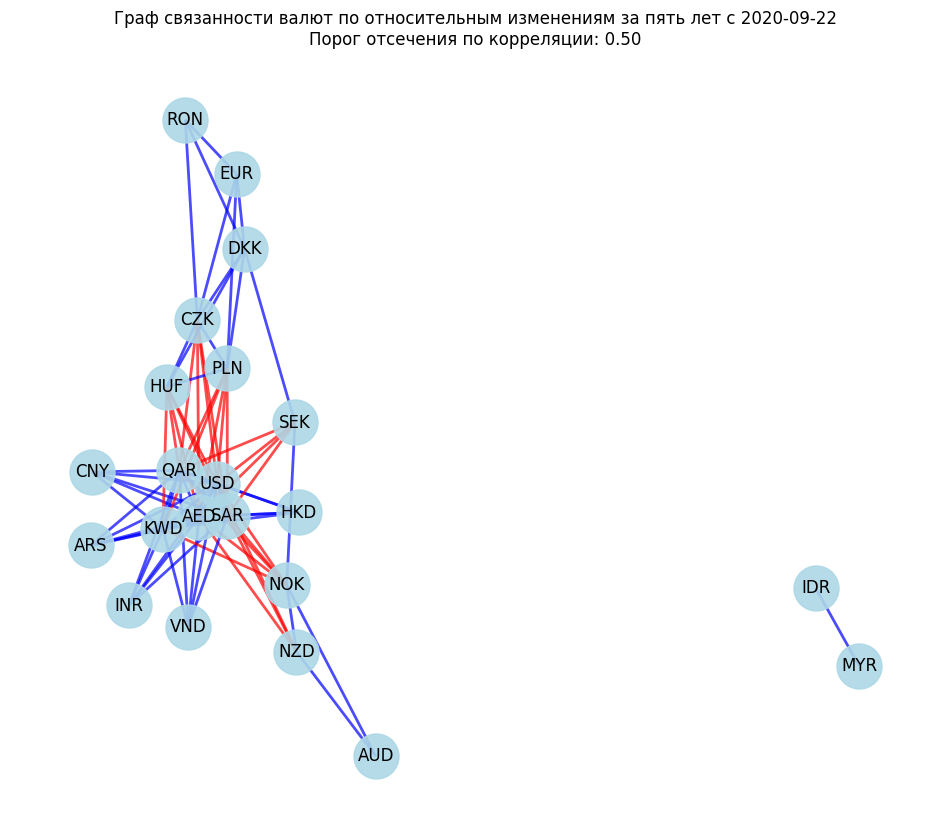 Граф связанности валют по относительным изменениям за пять лет с 2020-09-22
Порог отсечения по корреляции: 0.50
RON
EUR
DKK
CZK
PLN
HUF
SEK
CNY
QAR
USD
HKD
AED
SAR
KWD
ARS
NOK
IDR
INR
VND
NZD
MYR
AUD